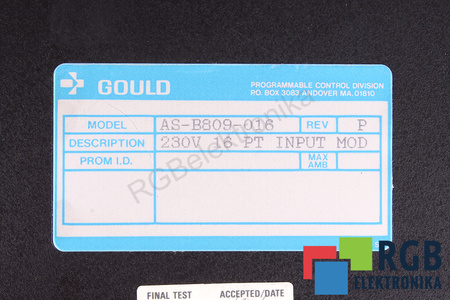 GOULD
PROGRAMMABLE CONTROL DIVISION
P.O. BOX 3083 ANDOVER MA. 01810
MODEL AS-B809-016 REV P
DESCRIPTION 230V 16 PT INPUT MOD
PROM I.D. MAX AMB
RGBelektronika
RGB
ELEKTRONIKA
FINAL TEST ACCEPTED/DATE